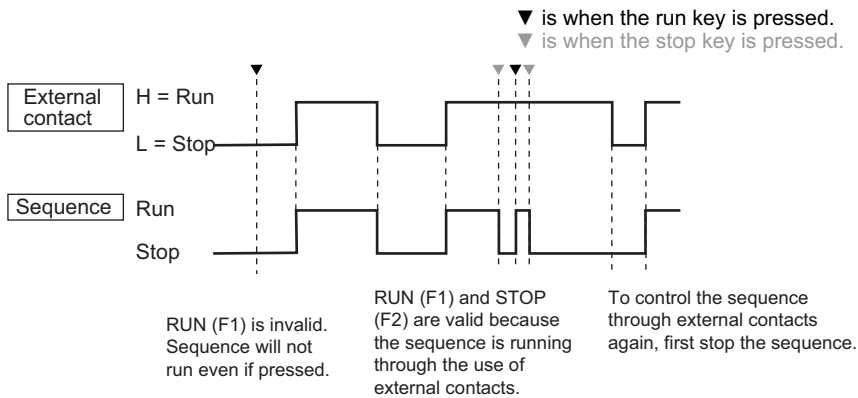 ▼ is when the run key is pressed.
▼ is when the stop key is pressed.
External
contact
H = Run
L = Stop
Sequence
Run
Stop
RUN (F1) is invalid.
Sequence will not
run even if pressed.
RUN (F1) and STOP
(F2) are valid because
the sequence is running
through the use of
external contacts.
To control the sequence
through external contacts
again, first stop the sequence.